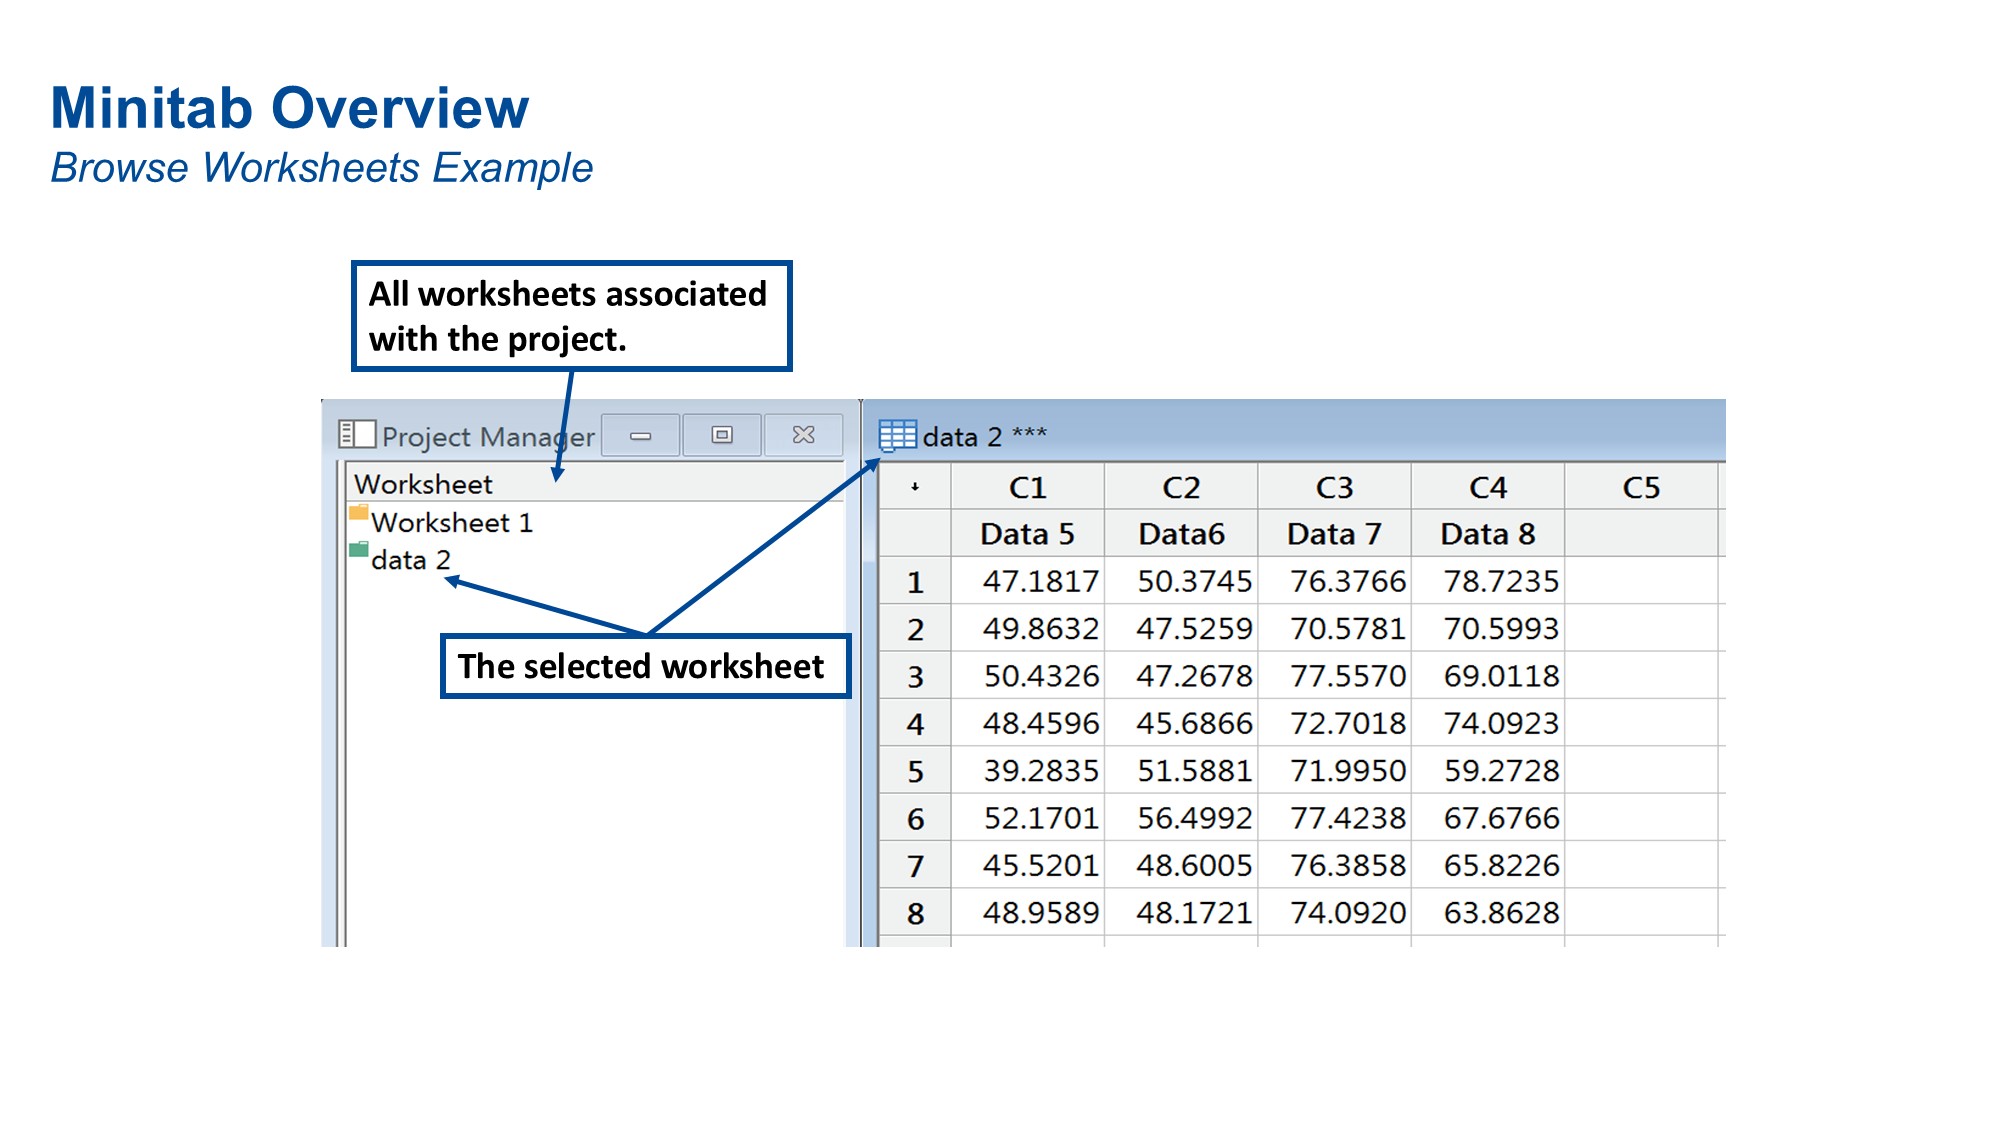 Minitab Overview
Browse Worksheets Example
All worksheets associated
with the project.
Project Manager
Worksheet
Worksheet 1
data 2
The selected worksheet
data 2 ***
C1 C2 C3 C4 C5
Data 5 Data6 Data 7 Data 8
1 47.1817 50.3745 76.3766 78.7235
2 49.8632 47.5259 70.5781 70.5993
3 50.4326 47.2678 77.5570 69.0118
4 48.4596 45.6866 72.7018 74.0923
5 39.2835 51.5881 71.9950 59.2728
6 52.1701 56.4992 77.4238 67.6766
7 45.5201 48.6005 76.3858 65.8226
8 48.9589 48.1721 74.0920 63.8628